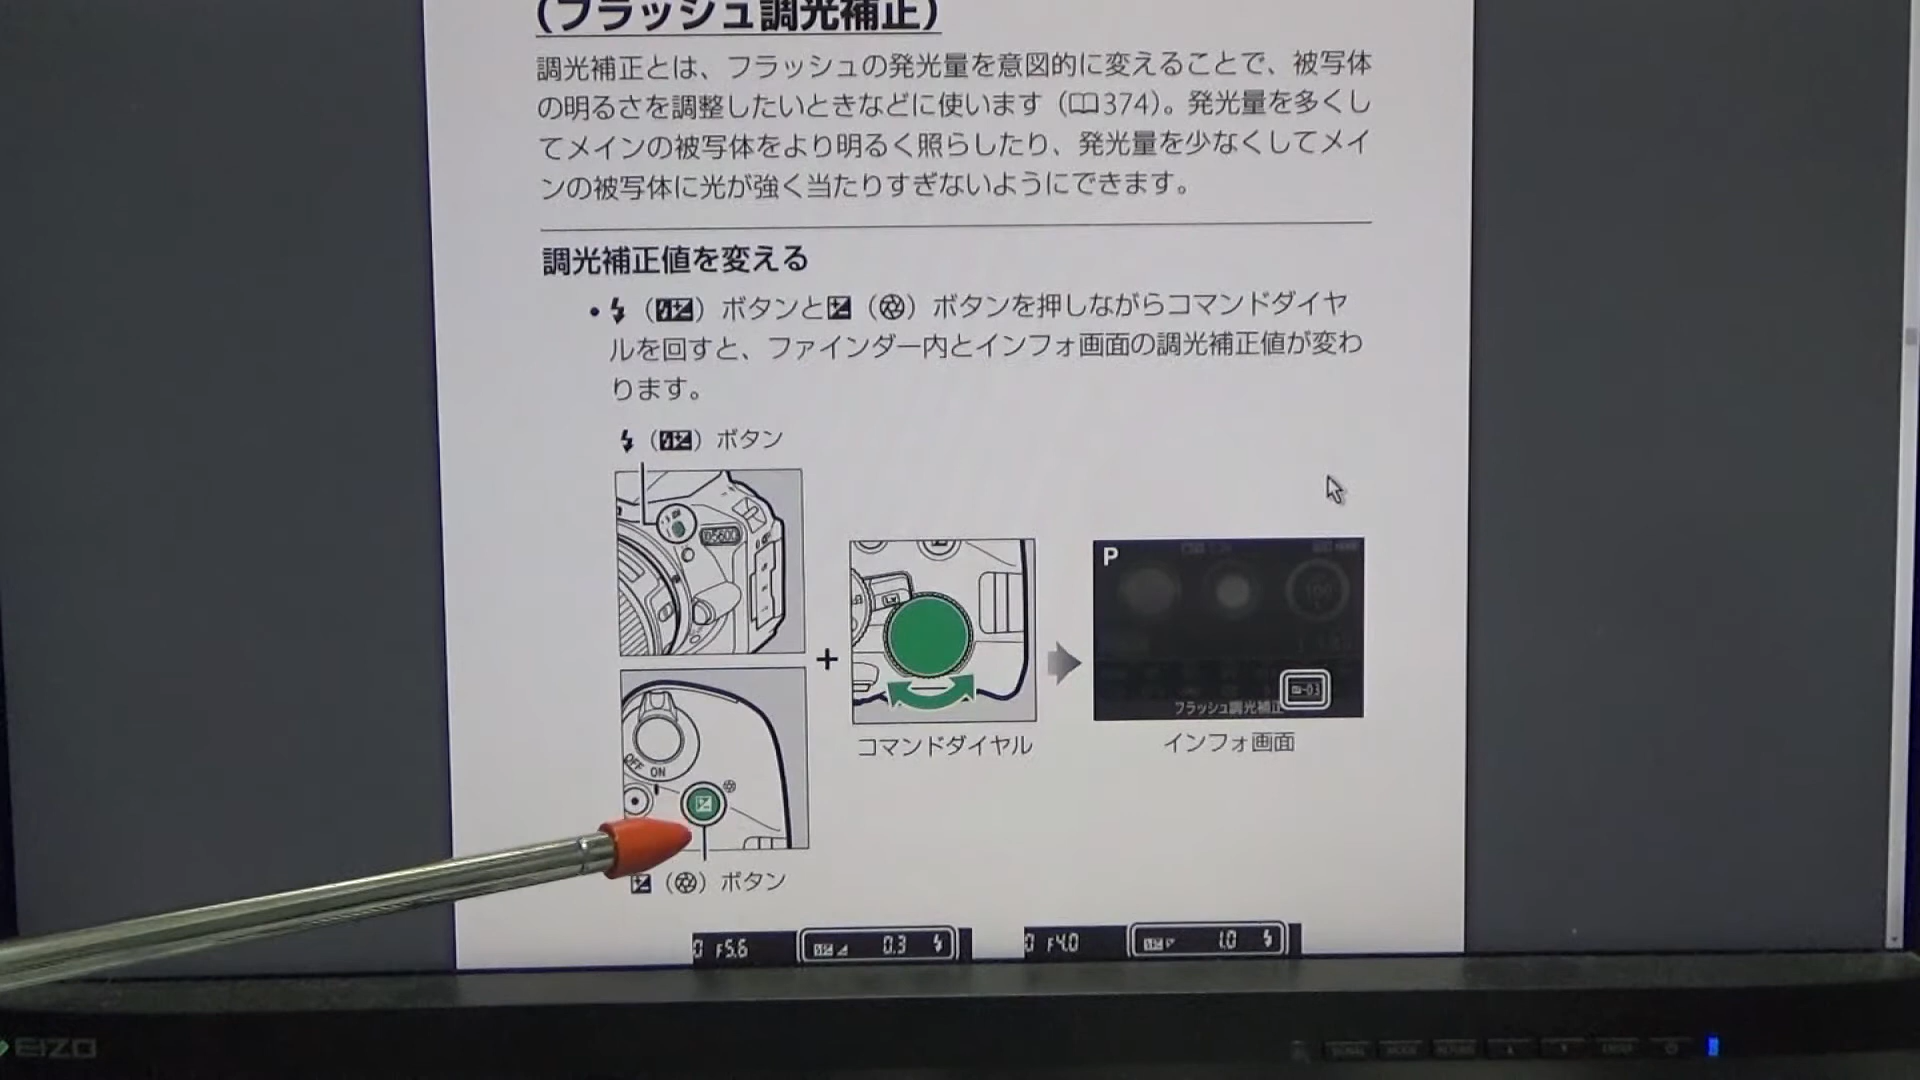 （フラッシュ調光補正）
調光補正とは、フラッシュの発光量を意図的に変えることで、被写体
の明るさを調整したいときなどに使います（374）。発光量を多くし
てメインの被写体をより明るく照らしたり、発光量を少なくしてメイ
ンの被写体に光が強く当たりすぎないようにできます。
調光補正値を変える
• （）ボタンと（）ボタンを押しながらコマンドダイヤ
ルを回すと、ファインダー内とインフォ画面の調光補正値が変わ
ります。
（）ボタン
D5600
Lv
P
100
-0.3
フラッシュ調光補正
コマンドダイヤル
インフォ画面
OFF
ON
（）ボタン
0 F5.6 0.3
0 F4.0 1.0
EIZO